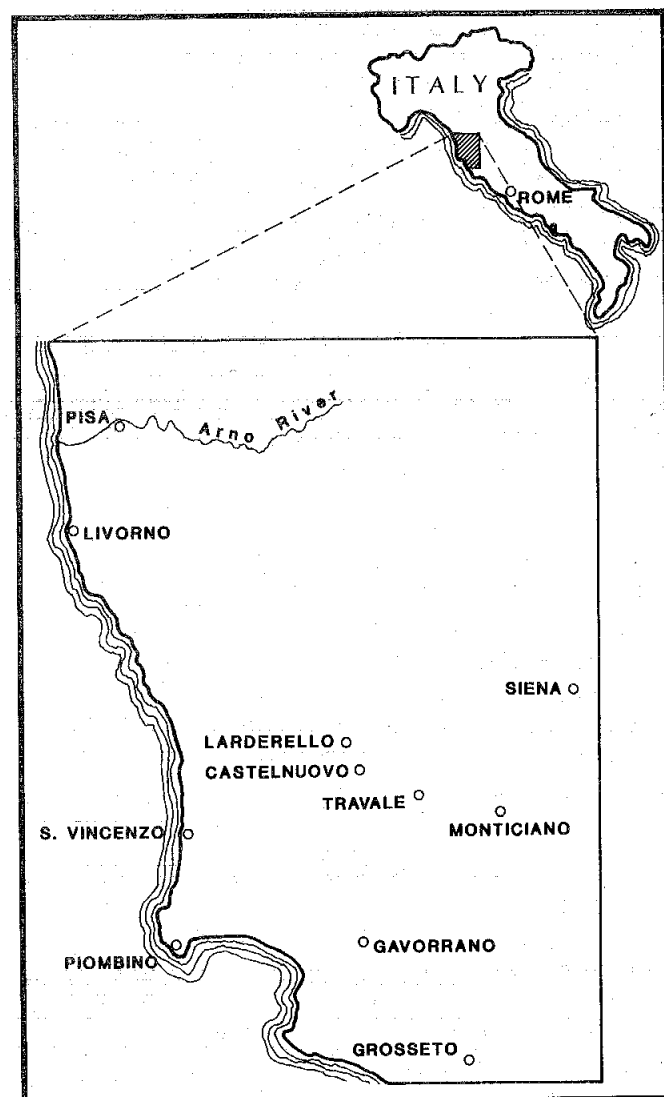 ITALY
ROME
PISA
Arno River
LIVORNO
SIENA
LARDERELLO
CASTELNUOVO
TRAVALE
S. VINCENZO
MONTICIANO
PIOMBINO
GAVORRANO
GROSSETO